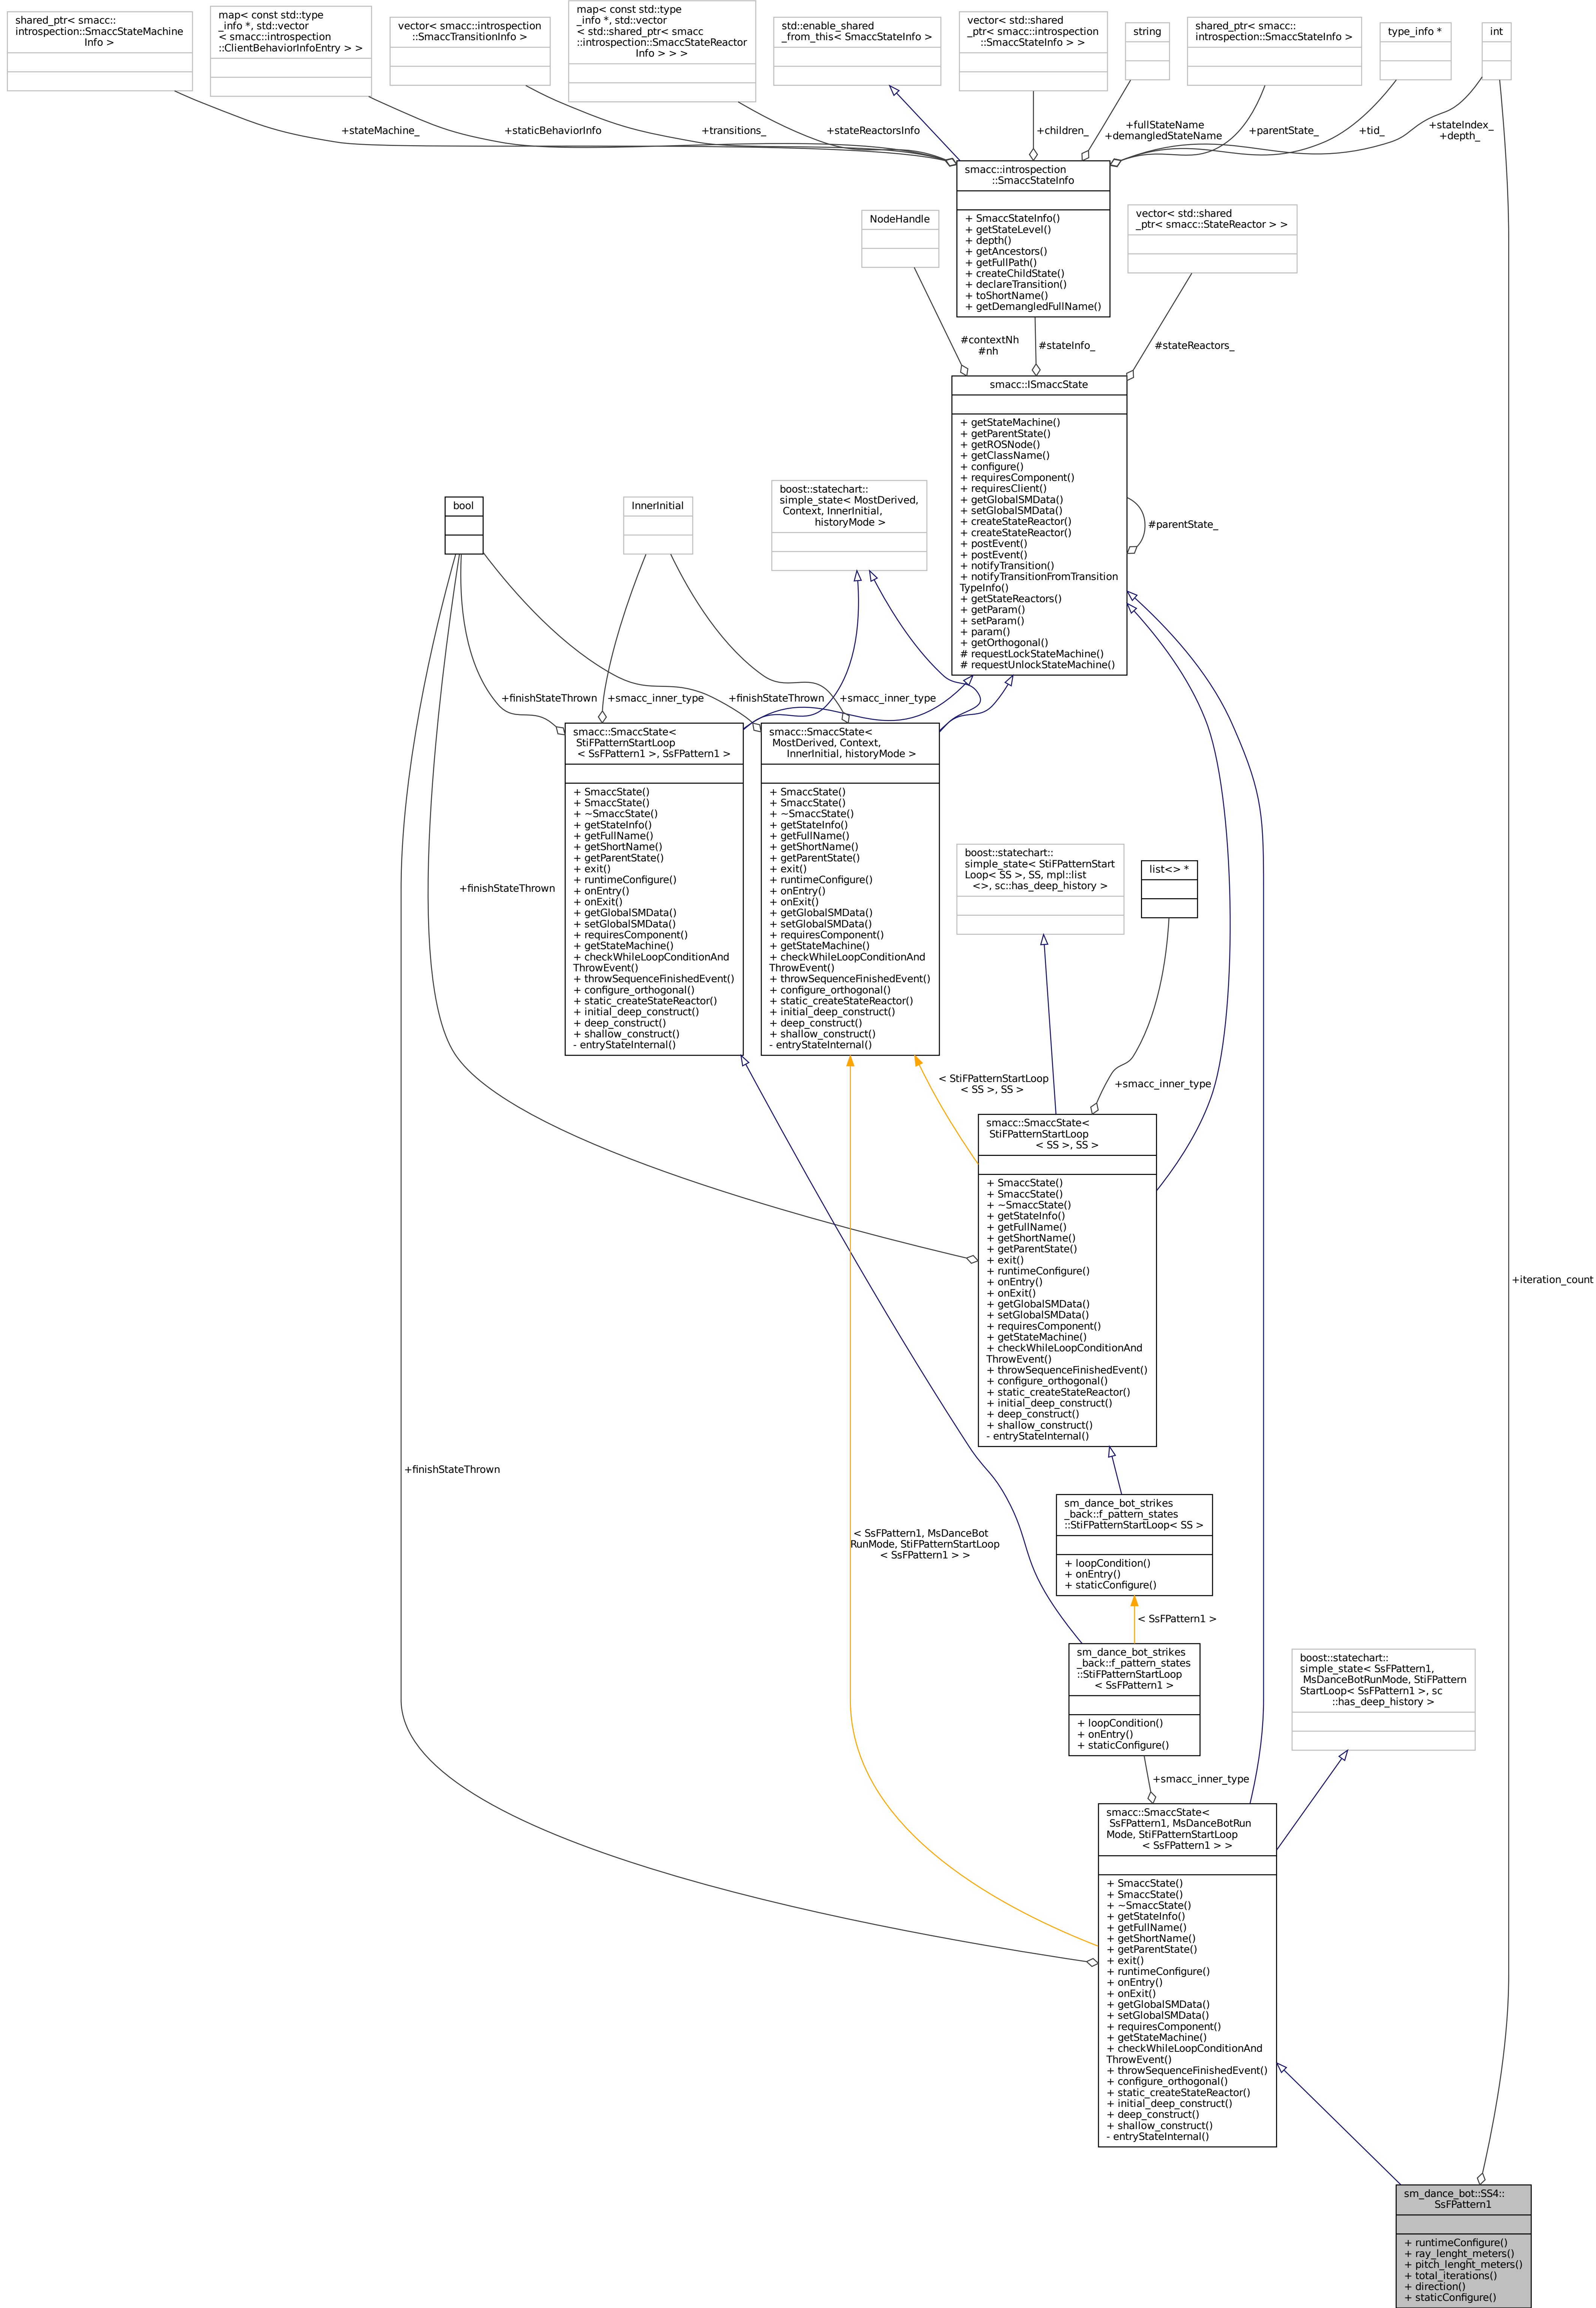 shared_ptr< smacc::
introspection::SmaccStateMachine
Info >
map< const std::type
_info *, std::vector
< smacc::introspection
::ClientBehaviorInfoEntry > >
vector< smacc::introspection
::SmaccTransitionInfo >
map< const std::type
_info *, std::vector
< std::shared_ptr< smacc
::introspection::SmaccStateReactor
Info > > >
std::enable_shared
_from_this< SmaccStateInfo >
vector< std::shared
_ptr< smacc::introspection
::SmaccStateInfo > >
string
shared_ptr< smacc::
introspection::SmaccStateInfo >
type_info *
int
+stateMachine_
+staticBehaviorInfo
+transitions_
+stateReactorsInfo
+children_
+fullStateName
+demangledStateName
+parentState_
+tid_
+stateIndex_
+depth_
smacc::introspection
::SmaccStateInfo
+ SmaccStateInfo()
+ getStateLevel()
+ depth()
+ getAncestors()
+ getFullPath()
+ createChildState()
+ declareTransition()
+ toShortName()
+ getDemangledFullName()
NodeHandle
vector< std::shared
_ptr< smacc::StateReactor > >
#contextNh
#nh
#stateInfo_
#stateReactors_
smacc::ISmaccState
+ getStateMachine()
+ getParentState()
+ getROSNode()
+ getClassName()
+ configure()
+ requiresComponent()
+ requiresClient()
+ getGlobalSMData()
+ setGlobalSMData()
+ createStateReactor()
+ createStateReactor()
+ postEvent()
+ postEvent()
+ notifyTransition()
+ notifyTransitionFromTransition
TypeInfo()
+ getStateReactors()
+ getParam()
+ setParam()
+ param()
+ getOrthogonal()
# requestLockStateMachine()
# requestUnlockStateMachine()
#parentState_
bool
InnerInitial
boost::statechart::
simple_state< MostDerived,
Context, InnerInitial,
historyMode >
+finishStateThrown
+smacc_inner_type
+finishStateThrown
+smacc_inner_type
smacc::SmaccState<
StiFPatternStartLoop
< SsFPattern1 >, SsFPattern1 >
+ SmaccState()
+ SmaccState()
+ ~SmaccState()
+ getStateInfo()
+ getFullName()
+ getShortName()
+ getParentState()
+ exit()
+ runtimeConfigure()
+ onEntry()
+ onExit()
+ getGlobalSMData()
+ setGlobalSMData()
+ requiresComponent()
+ getStateMachine()
+ checkWhileLoopConditionAnd
ThrowEvent()
+ throwSequenceFinishedEvent()
+ configure_orthogonal()
+ static_createStateReactor()
+ initial_deep_construct()
+ deep_construct()
+ shallow_construct()
- entryStateInternal()
smacc::SmaccState<
MostDerived, Context,
InnerInitial, historyMode >
+ SmaccState()
+ SmaccState()
+ ~SmaccState()
+ getStateInfo()
+ getFullName()
+ getShortName()
+ getParentState()
+ exit()
+ runtimeConfigure()
+ onEntry()
+ onExit()
+ getGlobalSMData()
+ setGlobalSMData()
+ requiresComponent()
+ getStateMachine()
+ checkWhileLoopConditionAnd
ThrowEvent()
+ throwSequenceFinishedEvent()
+ configure_orthogonal()
+ static_createStateReactor()
+ initial_deep_construct()
+ deep_construct()
+ shallow_construct()
- entryStateInternal()
+finishStateThrown
boost::statechart::
simple_state< StiFPatternStart
Loop< SS >, SS, mpl::list
<>, sc::has_deep_history >
list<> *
< StiFPatternStartLoop
< SS >, SS >
+smacc_inner_type
smacc::SmaccState<
StiFPatternStartLoop
< SS >, SS >
+ SmaccState()
+ SmaccState()
+ ~SmaccState()
+ getStateInfo()
+ getFullName()
+ getShortName()
+ getParentState()
+ exit()
+ runtimeConfigure()
+ onEntry()
+ onExit()
+ getGlobalSMData()
+ setGlobalSMData()
+ requiresComponent()
+ getStateMachine()
+ checkWhileLoopConditionAnd
ThrowEvent()
+ throwSequenceFinishedEvent()
+ configure_orthogonal()
+ static_createStateReactor()
+ initial_deep_construct()
+ deep_construct()
+ shallow_construct()
- entryStateInternal()
+iteration_count
+finishStateThrown
sm_dance_bot_strikes
_back::f_pattern_states
::StiFPatternStartLoop< SS >
+ loopCondition()
+ onEntry()
+ staticConfigure()
< SsFPattern1, MsDanceBot
RunMode, StiFPatternStartLoop
< SsFPattern1 > >
< SsFPattern1 >
sm_dance_bot_strikes
_back::f_pattern_states
::StiFPatternStartLoop
< SsFPattern1 >
+ loopCondition()
+ onEntry()
+ staticConfigure()
boost::statechart::
simple_state< SsFPattern1,
MsDanceBotRunMode, StiFPattern
StartLoop< SsFPattern1 >, sc
::has_deep_history >
+smacc_inner_type
smacc::SmaccState<
SsFPattern1, MsDanceBotRun
Mode, StiFPatternStartLoop
< SsFPattern1 > >
+ SmaccState()
+ SmaccState()
+ ~SmaccState()
+ getStateInfo()
+ getFullName()
+ getShortName()
+ getParentState()
+ exit()
+ runtimeConfigure()
+ onEntry()
+ onExit()
+ getGlobalSMData()
+ setGlobalSMData()
+ requiresComponent()
+ getStateMachine()
+ checkWhileLoopConditionAnd
ThrowEvent()
+ throwSequenceFinishedEvent()
+ configure_orthogonal()
+ static_createStateReactor()
+ initial_deep_construct()
+ deep_construct()
+ shallow_construct()
- entryStateInternal()
sm_dance_bot::SS4::
SsFPattern1
+ runtimeConfigure()
+ ray_lenght_meters()
+ pitch_lenght_meters()
+ total_iterations()
+ direction()
+ staticConfigure()